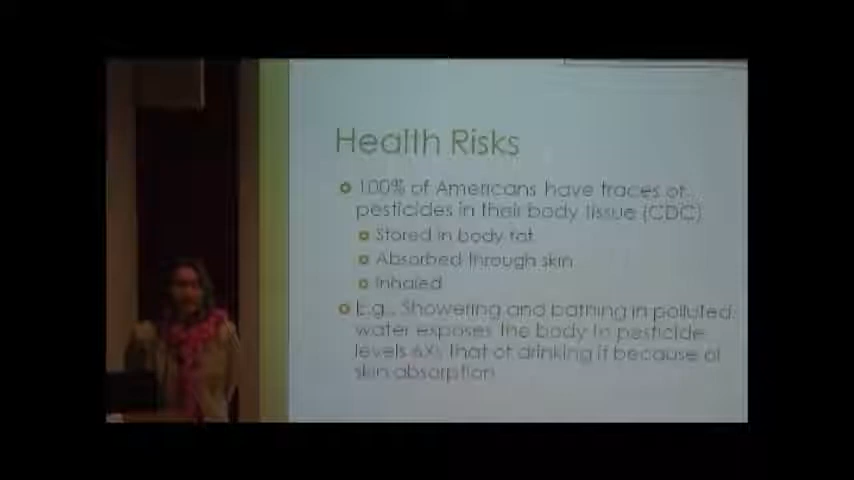 Health Risks
100% of Americans have traces of
pesticides in their body tissue (CDC)
Stored in body fat
Absorbed through skin
Inhaled
E.g., Showering and bathing in polluted
water exposes the body to pesticide
levels 6X that of drinking it because of
skin absorption